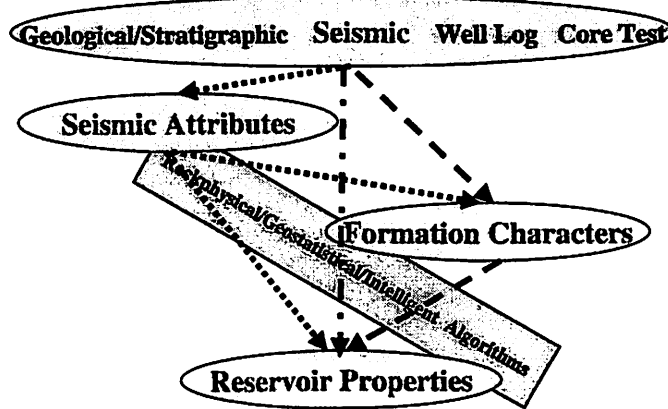 Geological/Stratigraphic Seismic Well Log Core Test
Seismic Attributes
Rockphysical/Geostatistical/Intelligent Algorithms
Formation Characters
Reservoir Properties